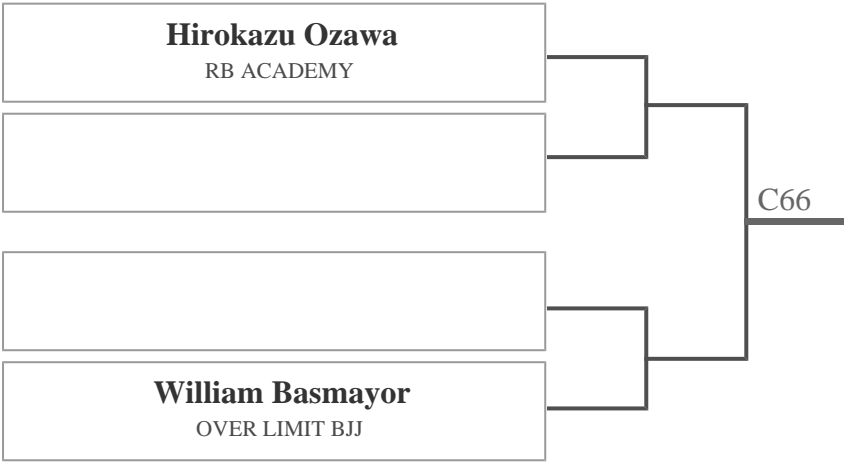 Hirokazu Ozawa
RB ACADEMY
C66
William Basmayor
OVER LIMIT BJJ